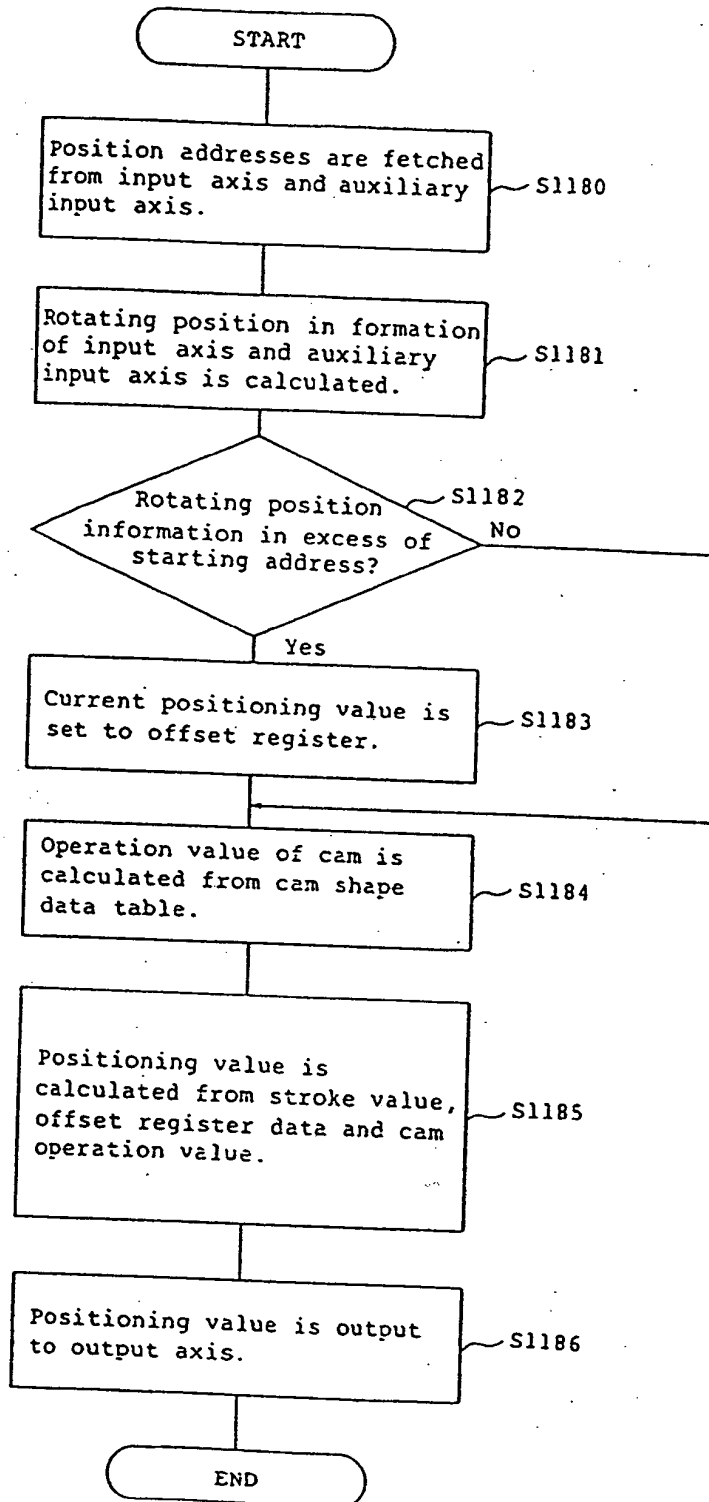 START
Position addresses are fetched
from input axis and auxiliary
input axis.
S1180
Rotating position in formation
of input axis and auxiliary
input axis is calculated.
S1181
S1182
Rotating position
information in excess of
starting address?
No
Yes
Current positioning value is
set to offset register.
S1183
Operation value of cam is
calculated from cam shape
data table.
S1184
Positioning value is
calculated from stroke value,
offset register data and cam
operation value.
S1185
Positioning value is output
to output axis.
S1186
END